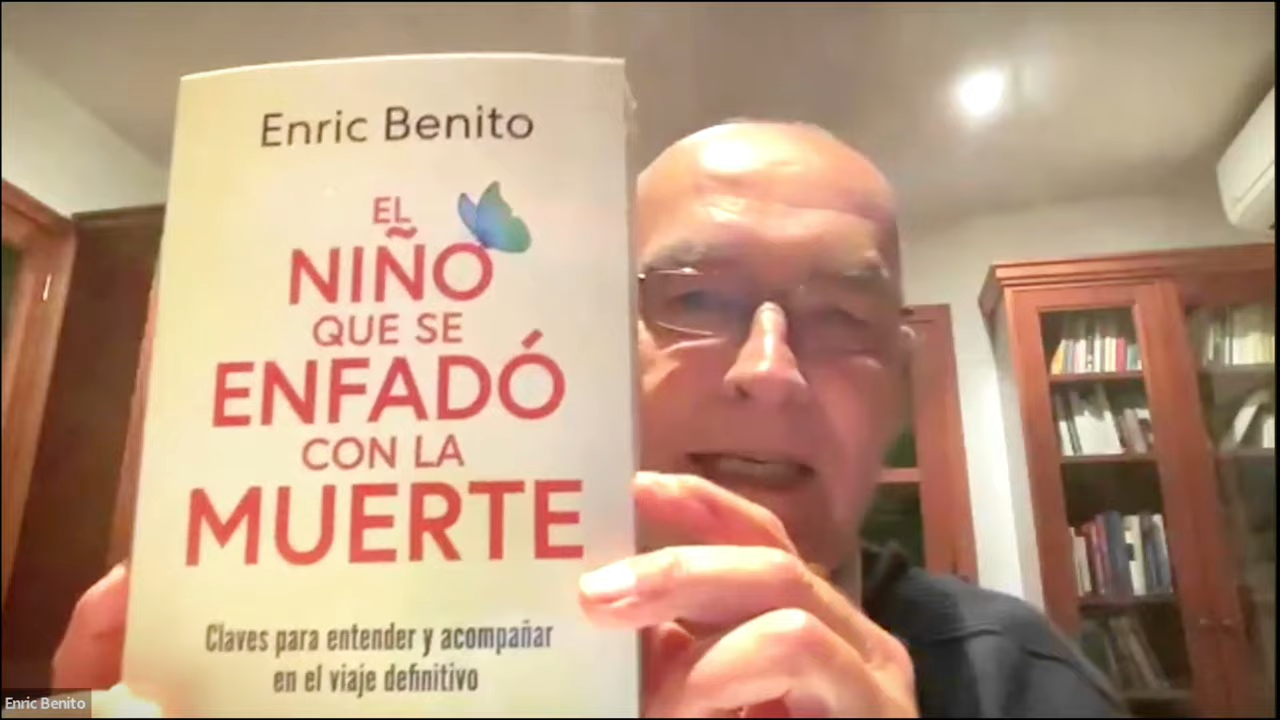 Enric Benito
EL
NIÑO
QUE SE
ENFADÓ
CON LA
MUERTE
Claves para entender y acompañar
en el viaje definitivo
Enric Benito